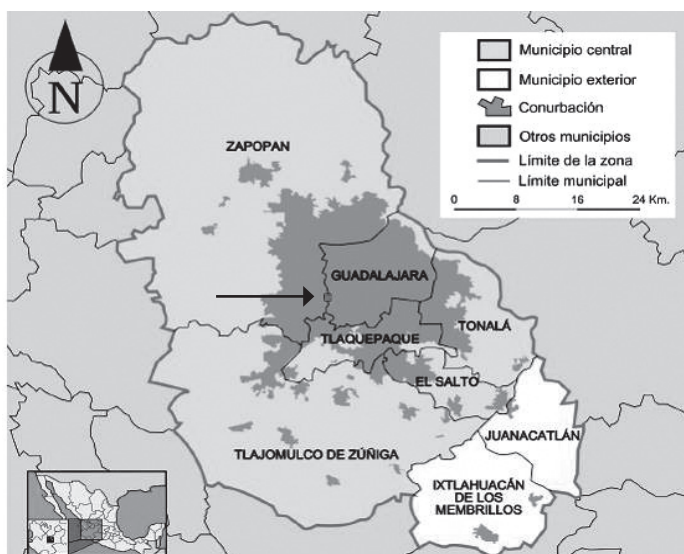 N
Municipio central
Municipio exterior
Conurbación
Otros municipios
Límite de la zona
Límite municipal
0 8 16 24 Km.
ZAPOPAN
GUADALAJARA
TONALÁ
TLAQUEPAQUE
EL SALTO
JUANACATLÁN
TLAJOMULCO DE ZÚÑIGA
IXTLAHUACÁN
DE LOS
MEMBRILLOS